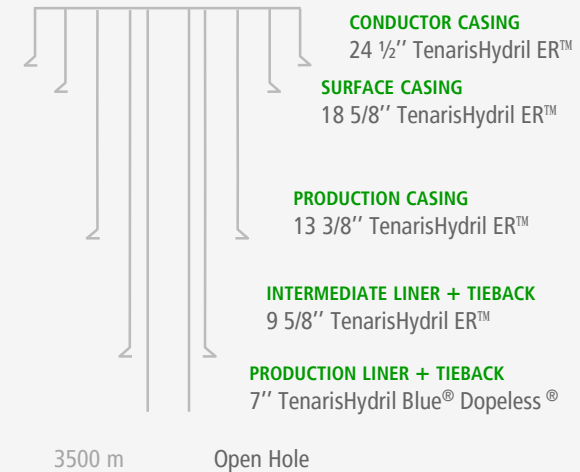 CONDUCTOR CASING
24 ½’’ TenarisHydril ER™
SURFACE CASING
18 5/8’’ TenarisHydril ER™
PRODUCTION CASING
13 3/8’’ TenarisHydril ER™
INTERMEDIATE LINER + TIEBACK
9 5/8’’ TenarisHydril ER™
PRODUCTION LINER + TIEBACK
7’’ TenarisHydril Blue® Dopeless ®
3500 m Open Hole